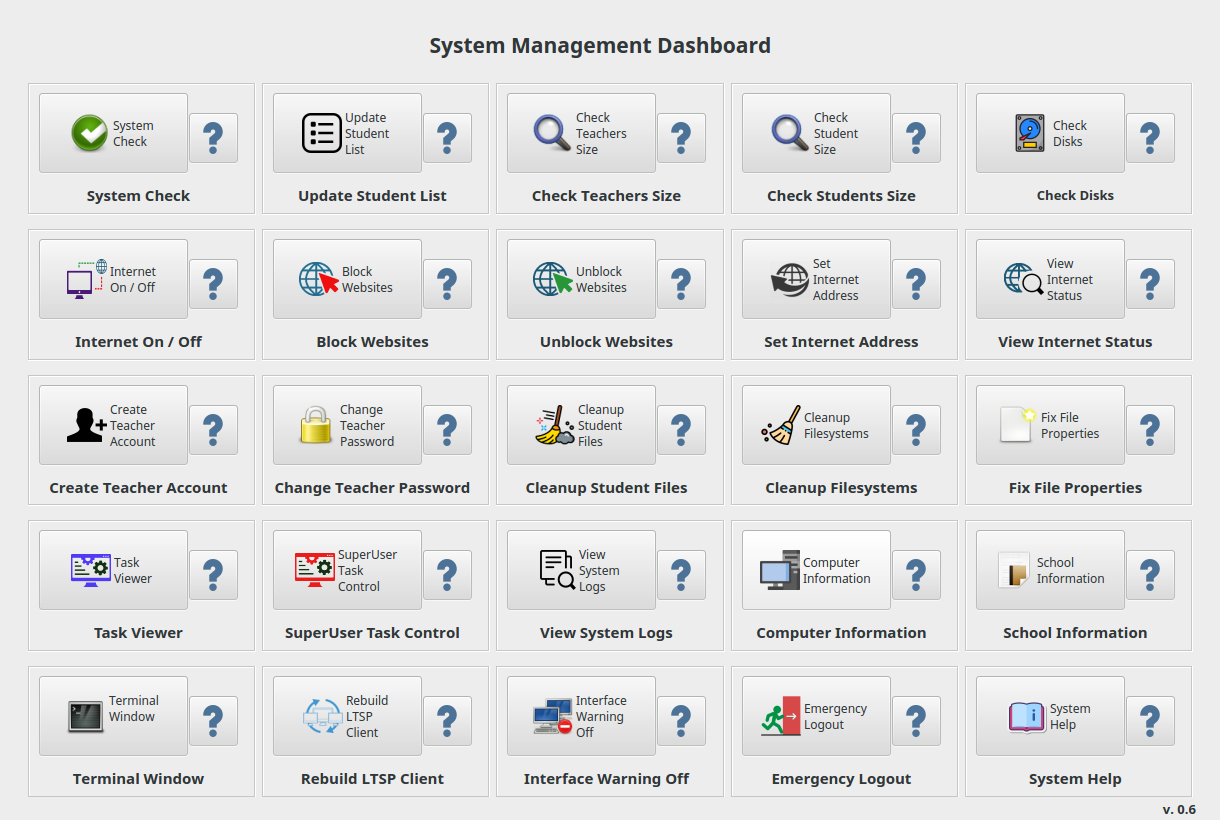 System Management Dashboard
System
Check
?
System Check
Update
Student
List
?
Update Student List
Check
Teachers
Size
?
Check Teachers Size
Check
Student
Size
?
Check Students Size
Check
Disks
?
Check Disks
Internet
On / Off
?
Internet On / Off
Block
Websites
?
Block Websites
Unblock
Websites
?
Unblock Websites
Set
Internet
Address
?
Set Internet Address
View
Internet
Status
?
View Internet Status
Create
Teacher
Account
?
Create Teacher Account
Change
Teacher
Password
?
Change Teacher Password
Cleanup
Student
Files
?
Cleanup Student Files
Cleanup
Filesystems
?
Cleanup Filesystems
Fix File
Properties
?
Fix File Properties
Task
Viewer
?
Task Viewer
SuperUser
Task
Control
?
SuperUser Task Control
View
System
Logs
?
View System Logs
Computer
Information
?
Computer Information
School
Information
?
School Information
Terminal
Window
?
Terminal Window
Rebuild
LTSP
Client
?
Rebuild LTSP Client
Interface
Warning
Off
?
Interface Warning Off
Emergency
Logout
?
Emergency Logout
System
Help
?
System Help
v. 0.6